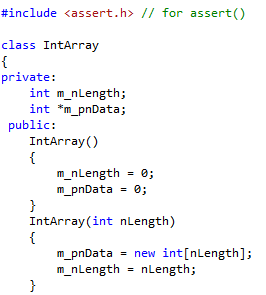 #include <assert.h> // for assert()

class IntArray
{
private:
    int m_nLength;
    int *m_pnData;
 public:
    IntArray()
    {
        m_nLength = 0;
        m_pnData = 0;
    }
    IntArray(int nLength)
    {
        m_pnData = new int[nLength];
        m_nLength = nLength;
    }